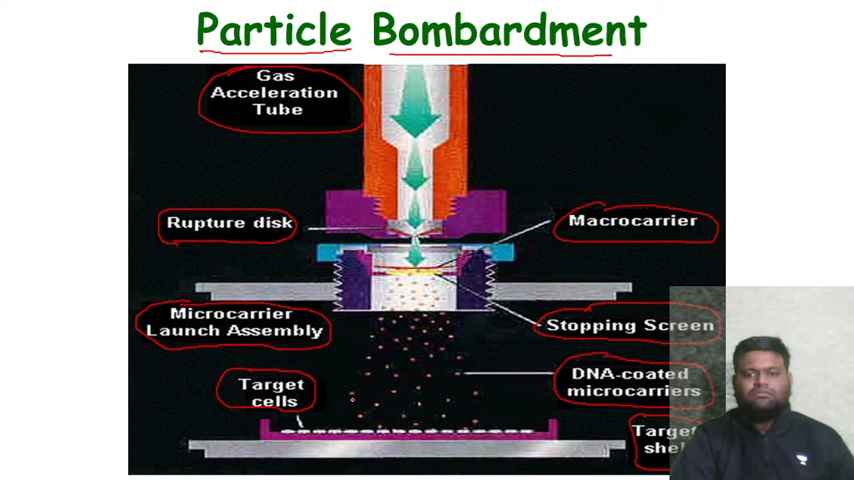 Particle Bombardment
Gas
Acceleration
Tube
Rupture disk
Macrocarrier
Microcarrier
Launch Assembly
Stopping Screen
DNA-coated
microcarriers
Target
cells
Target